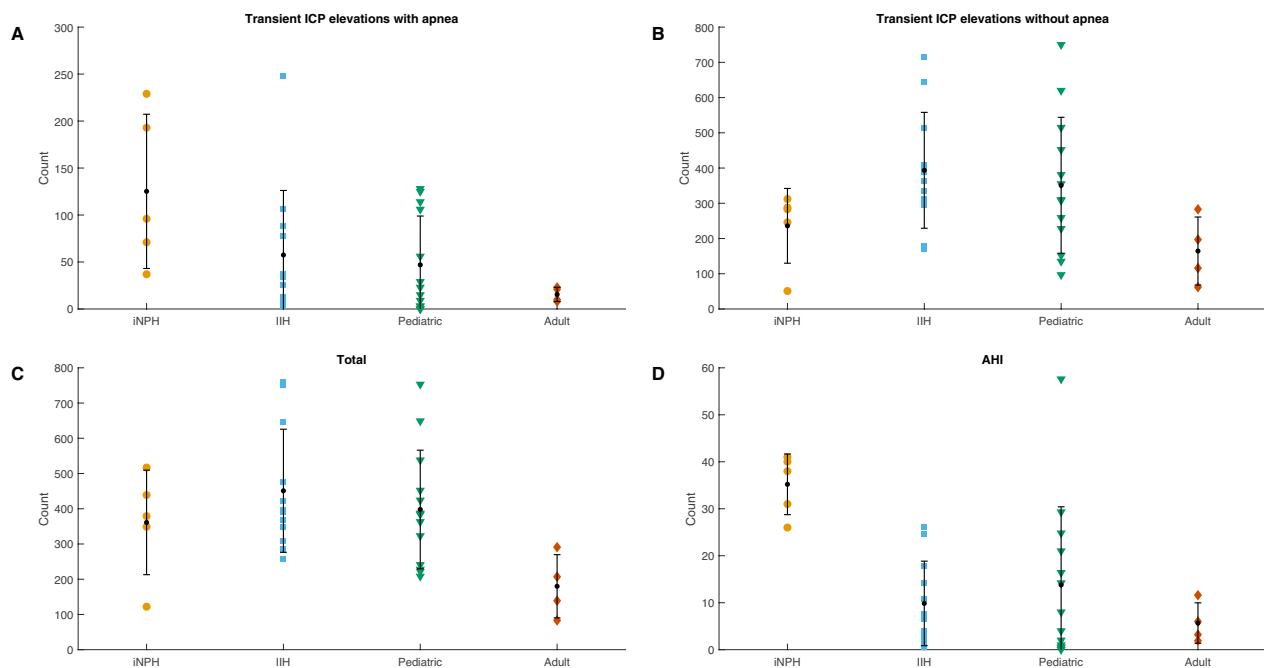 A
Transient ICP elevations with apnea
300
250
200
150
100
50
0
Count
iNPH IIH Pediatric Adult
B
Transient ICP elevations without apnea
800
700
600
500
400
300
200
100
0
Count
iNPH IIH Pediatric Adult
C
Total
800
700
600
500
400
300
200
100
0
Count
iNPH IIH Pediatric Adult
D
AHI
60
50
40
30
20
10
0
Count
iNPH IIH Pediatric Adult